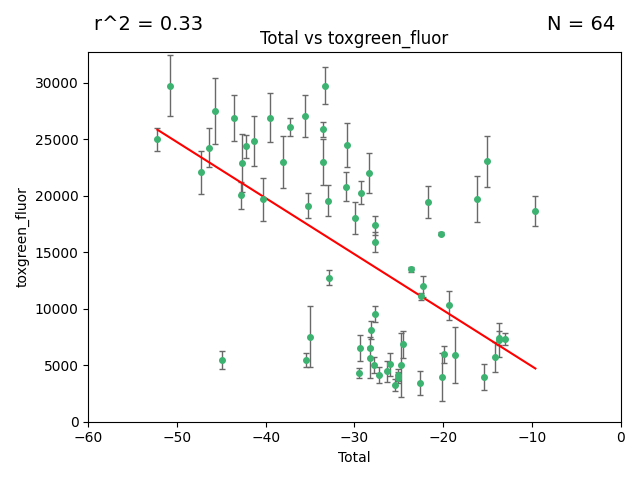 r^2 = 0.33
N = 64
Total vs toxgreen_fluor
30000
25000
20000
15000
10000
5000
0
toxgreen_fluor
−60
−50
−40
−30
−20
−10
0
Total